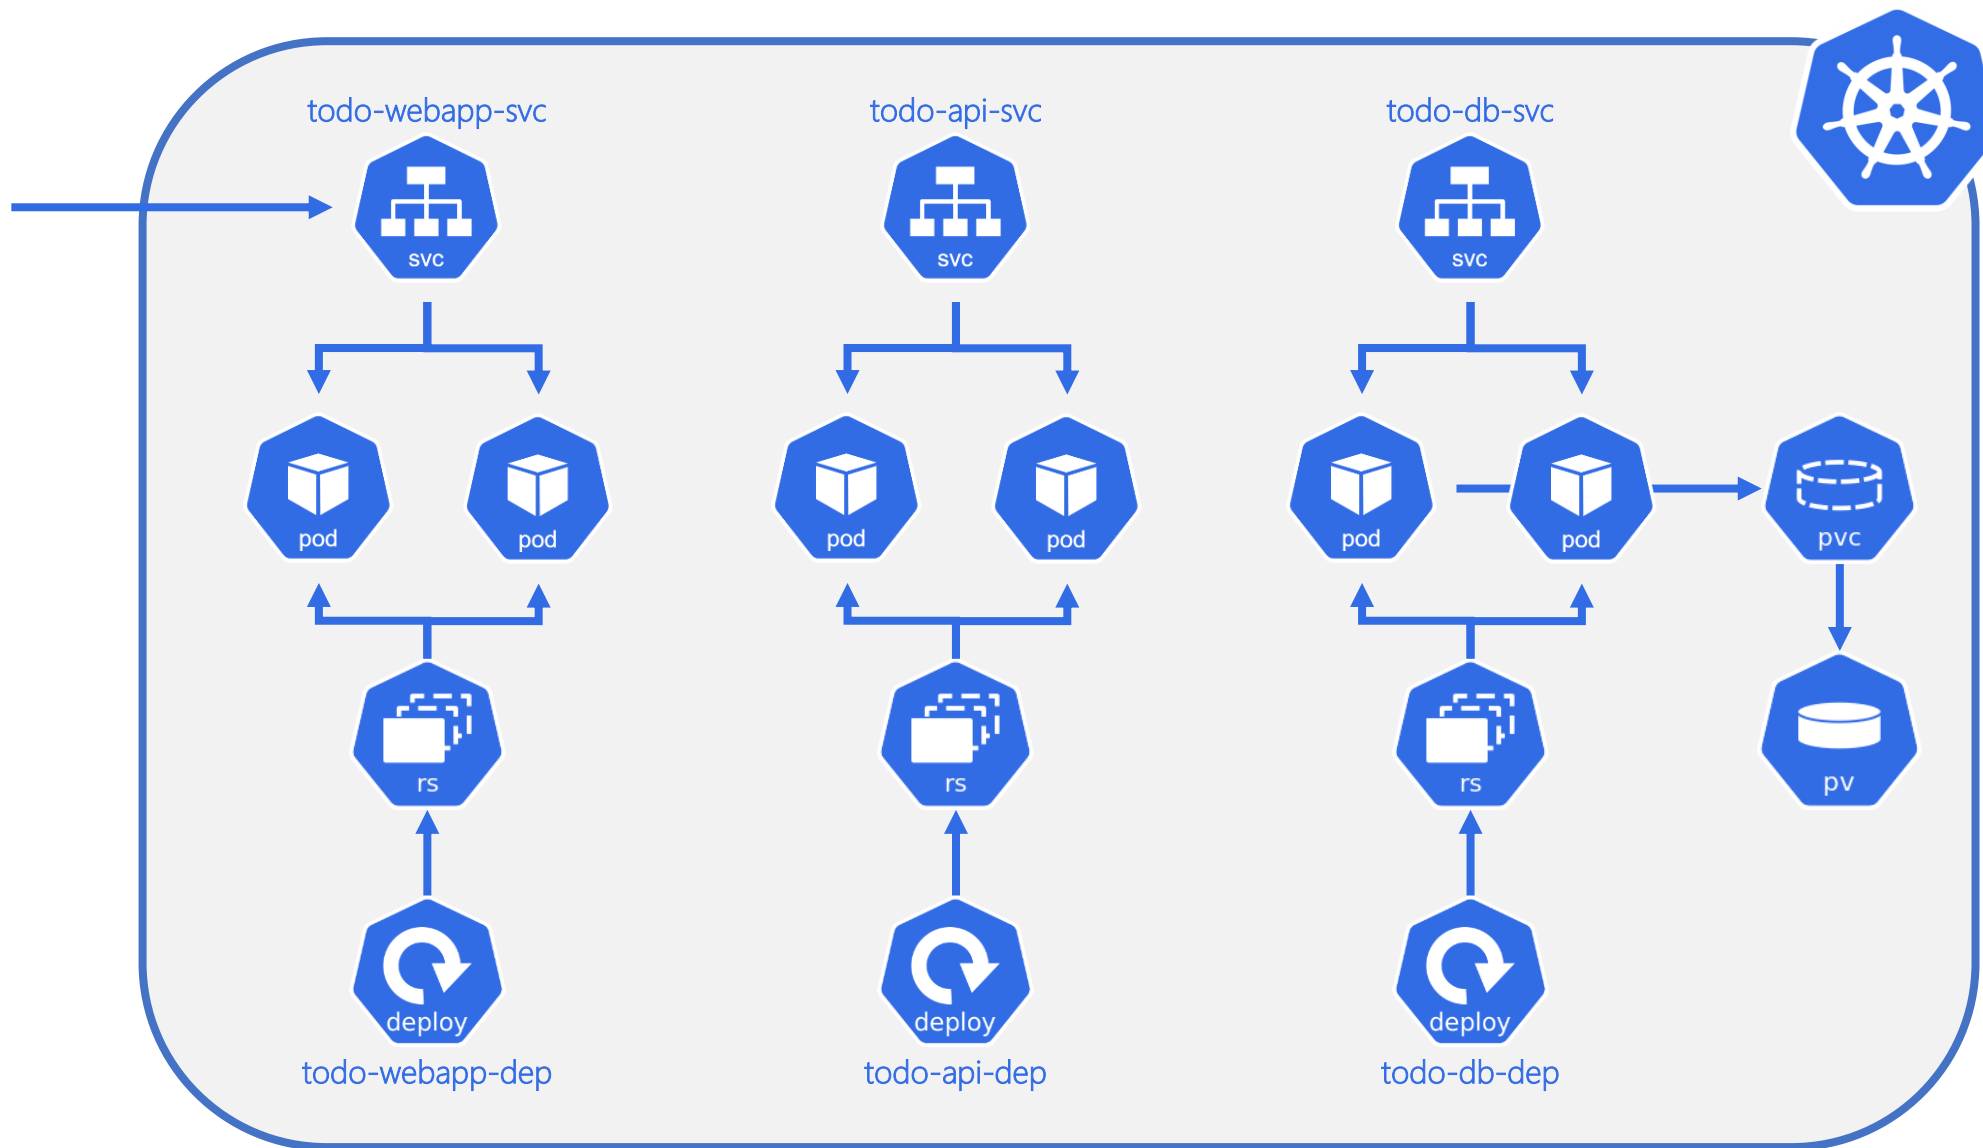 todo-webapp-svc
todo-api-svc
todo-db-svc
svc
svc
svc
pod
pod
pod
pod
pod
pod
pvc
rs
rs
rs
pv
deploy
deploy
deploy
todo-webapp-dep
todo-api-dep
todo-db-dep